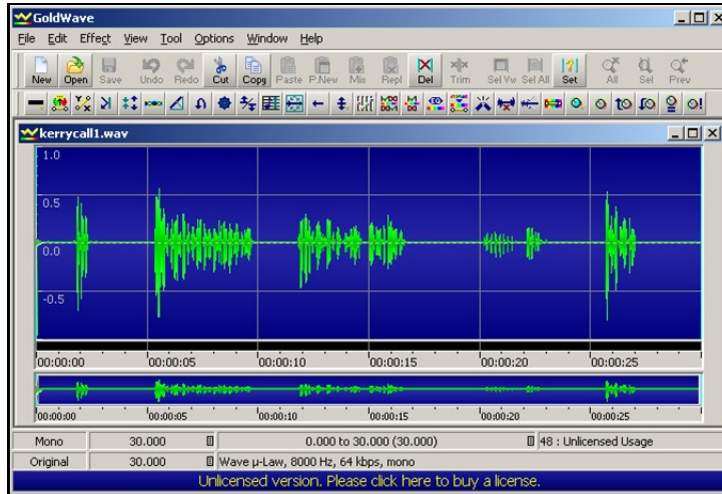 GoldWave
File Edit Effect View Tool Options Window Help
New Open Save Undo Redo Cut Copy Paste P.New Mix Repl Del Trim Sel Vw Sel All Set All Sel Prev
kerrycall1.wav
1.0
0.5
0.0
-0.5
00:00:00 00:00:05 00:00:10 00:00:15 00:00:20 00:00:25
00:00:00 00:00:05 00:00:10 00:00:15 00:00:20 00:00:25
Mono 30.000 0.000 to 30.000 (30.000) 48 : Unlicensed Usage
Original 30.000 Wave µ-Law, 8000 Hz, 64 kbps, mono
Unlicensed version. Please click here to buy a license.